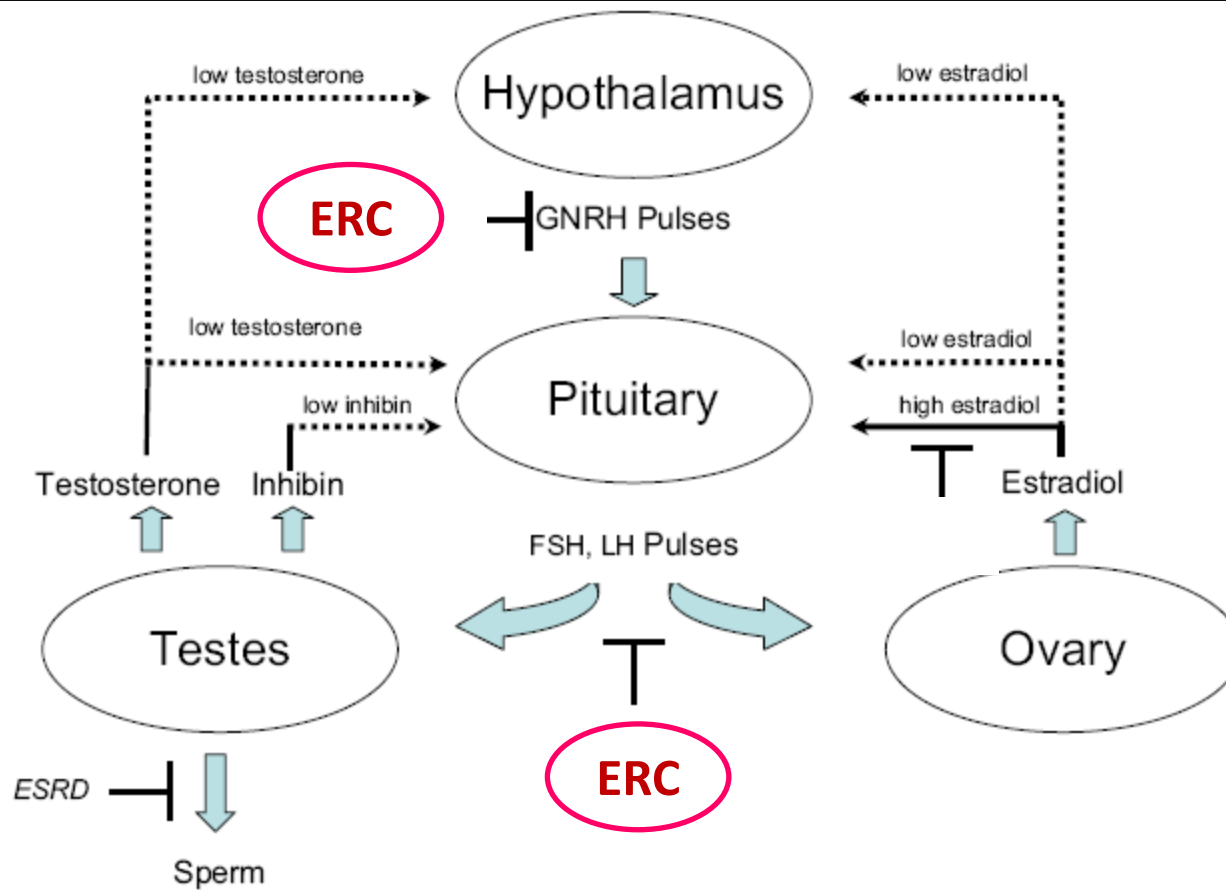 low testosterone
Hypothalamus
low estradiol
ERC
GNRH Pulses
low testosterone
low estradiol
Pituitary
low inhibin
high estradiol
Testosterone
Inhibin
Estradiol
FSH, LH Pulses
Testes
Ovary
ERC
ESRD
Sperm